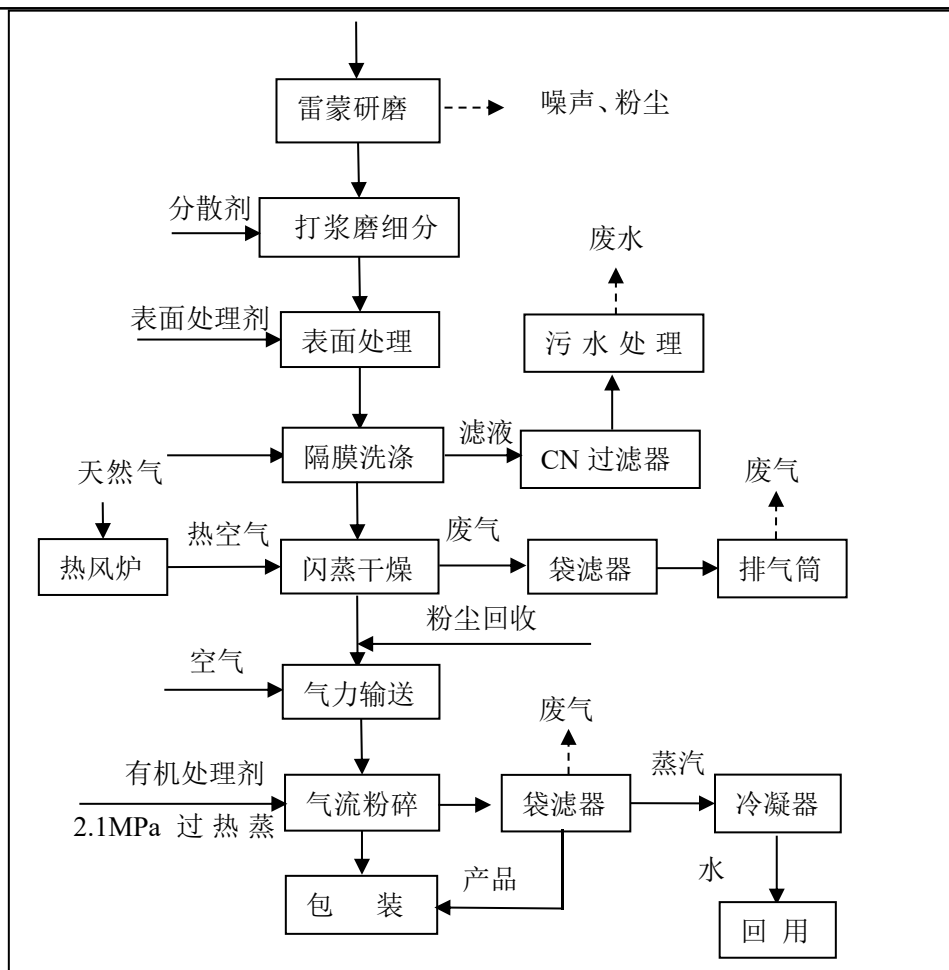 雷蒙研磨
噪声、粉尘
分散剂
打浆磨细分
废水
表面处理剂
表面处理
污水处理
滤液
隔膜洗涤
CN 过滤器
天然气
废气
热空气
废气
热风炉
闪蒸干燥
袋滤器
排气筒
粉尘回收
空气
气力输送
废气
有机处理剂
蒸汽
2.1MPa 过热蒸
气流粉碎
袋滤器
冷凝器
产品
水
包 装
回用